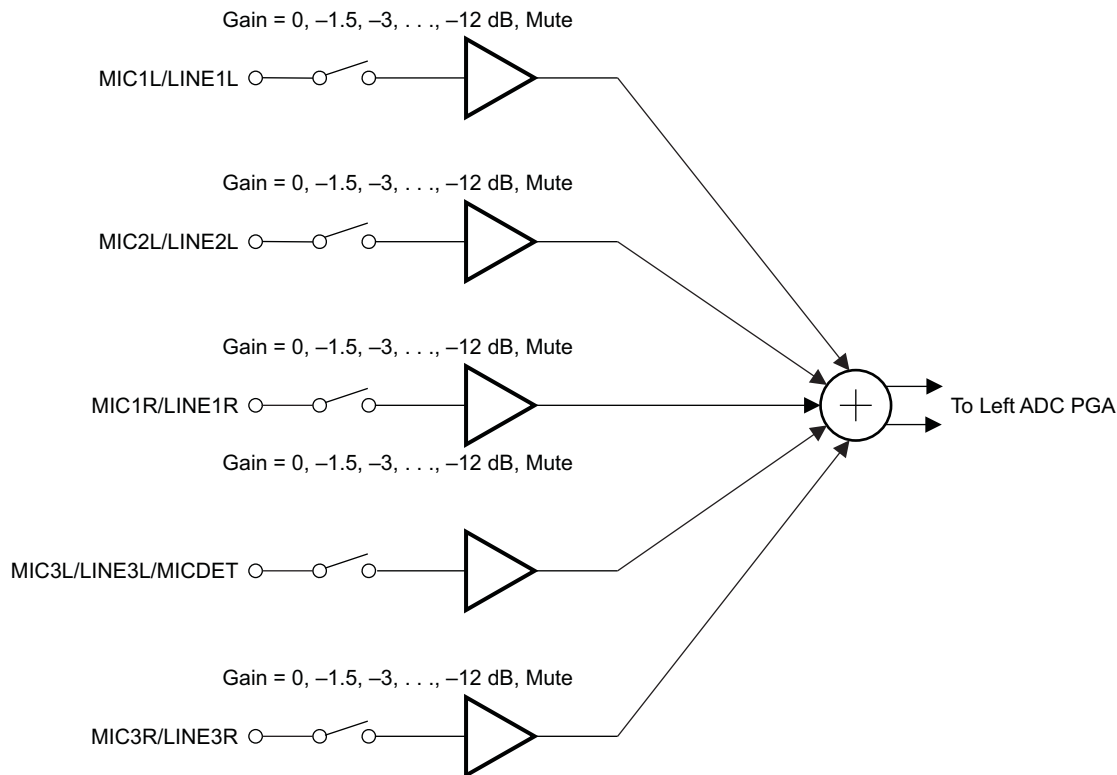 Gain = 0, –1.5, –3, . . ., –12 dB, Mute
MIC1L/LINE1L
Gain = 0, –1.5, –3, . . ., –12 dB, Mute
MIC2L/LINE2L
Gain = 0, –1.5, –3, . . ., –12 dB, Mute
MIC1R/LINE1R
To Left ADC PGA
Gain = 0, –1.5, –3, . . ., –12 dB, Mute
MIC3L/LINE3L/MICDET
Gain = 0, –1.5, –3, . . ., –12 dB, Mute
MIC3R/LINE3R